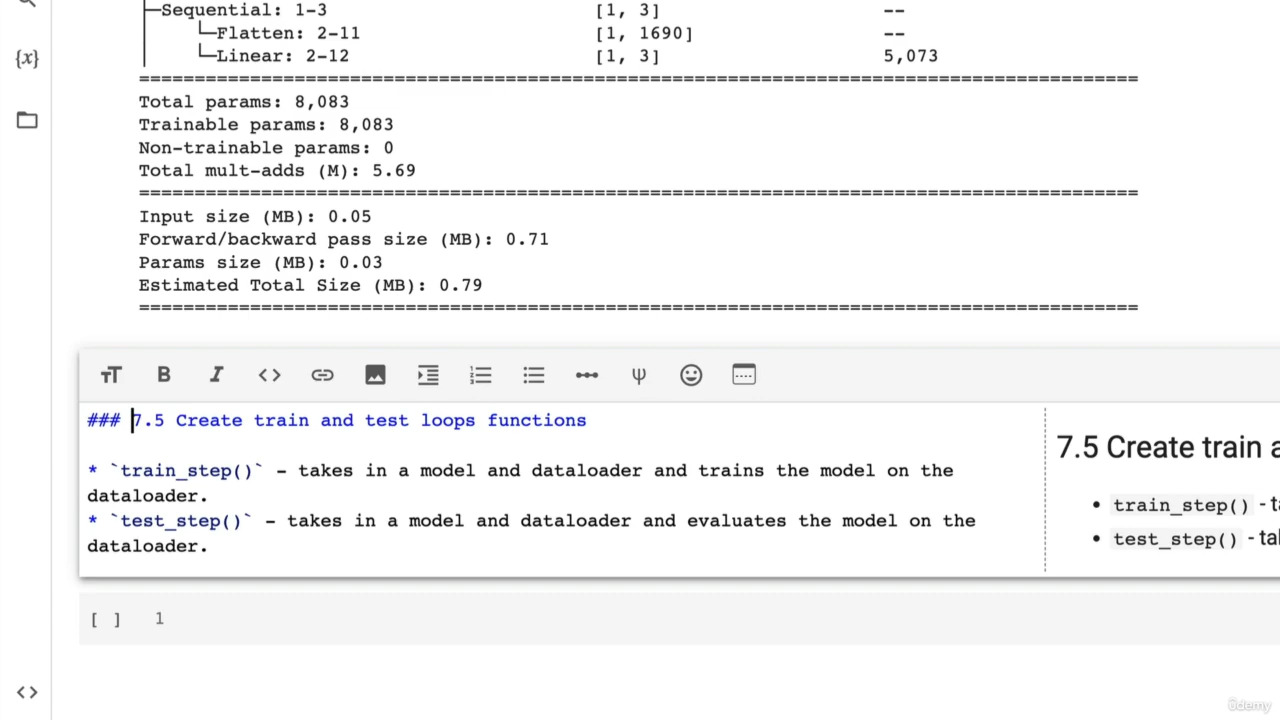 {x}
├─Sequential: 1-3 [1, 3] --
└─Flatten: 2-11 [1, 1690] --
└─Linear: 2-12 [1, 3] 5,073
==========================================================================================
Total params: 8,083
Trainable params: 8,083
Non-trainable params: 0
Total mult-adds (M): 5.69
==========================================================================================
Input size (MB): 0.05
Forward/backward pass size (MB): 0.71
Params size (MB): 0.03
Estimated Total Size (MB): 0.79
==========================================================================================
### 7.5 Create train and test loops functions
* `train_step()` - takes in a model and dataloader and trains the model on the
dataloader.
* `test_step()` - takes in a model and dataloader and evaluates the model on the
dataloader.
7.5 Create train a
• train_step() - ta
• test_step() - tal
[ ] 1
ûdemy